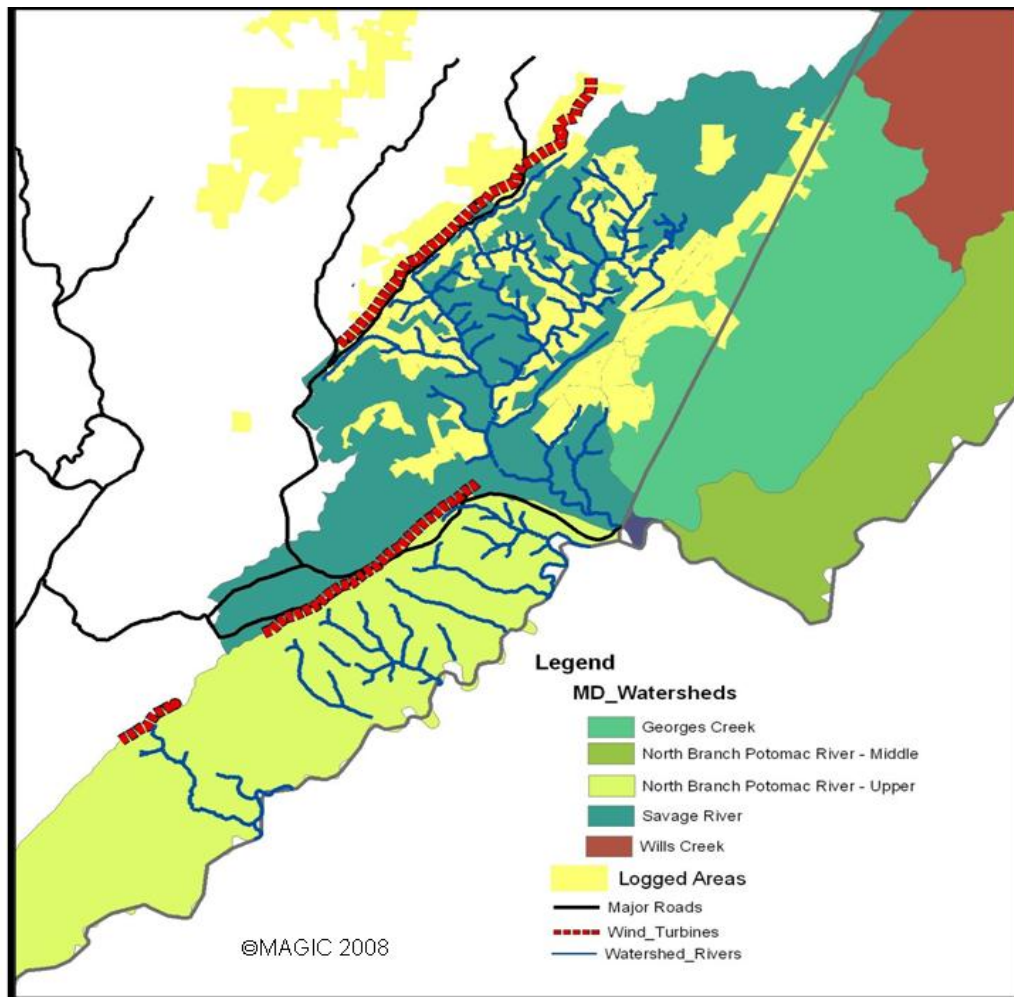 Legend
MD_Watersheds
Georges Creek
North Branch Potomac River - Middle
North Branch Potomac River - Upper
Savage River
Wills Creek
Logged Areas
Major Roads
Wind_Turbines
Watershed_Rivers
©MAGIC 2008